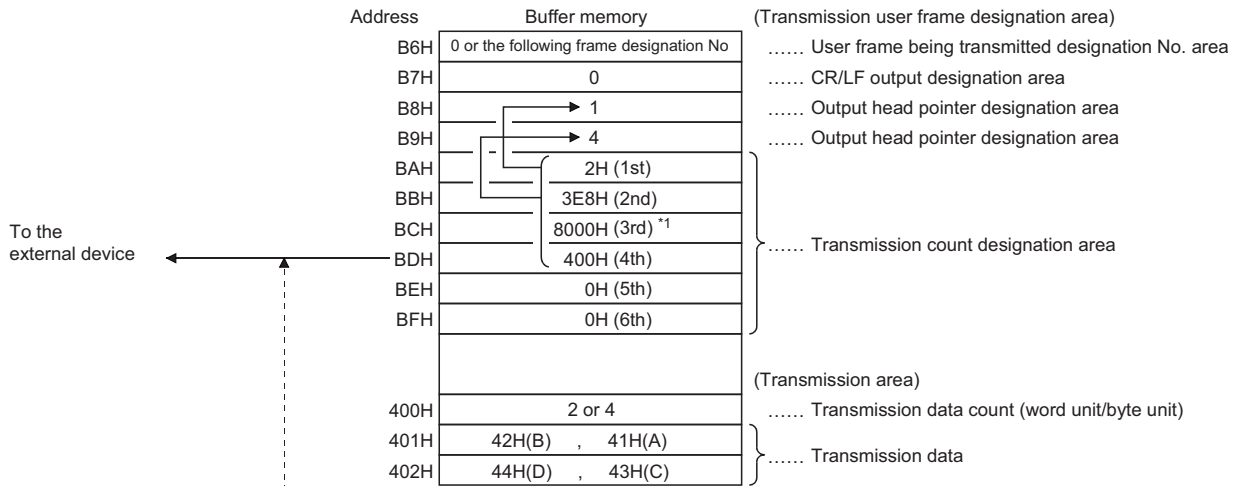 Address Buffer memory (Transmission user frame designation area)
B6H 0 or the following frame designation No ...... User frame being transmitted designation No. area
B7H 0 ...... CR/LF output designation area
B8H 1 ...... Output head pointer designation area
B9H 4 ...... Output head pointer designation area
BAH 2H (1st)
BBH 3E8H (2nd)
BCH 8000H (3rd) *1
...... Transmission count designation area
To the
external device
BDH 400H (4th)
BEH 0H (5th)
BFH 0H (6th)
(Transmission area)
400H 2 or 4 ...... Transmission data count (word unit/byte unit)
401H 42H(B) , 41H(A)
...... Transmission data
402H 44H(D) , 43H(C)